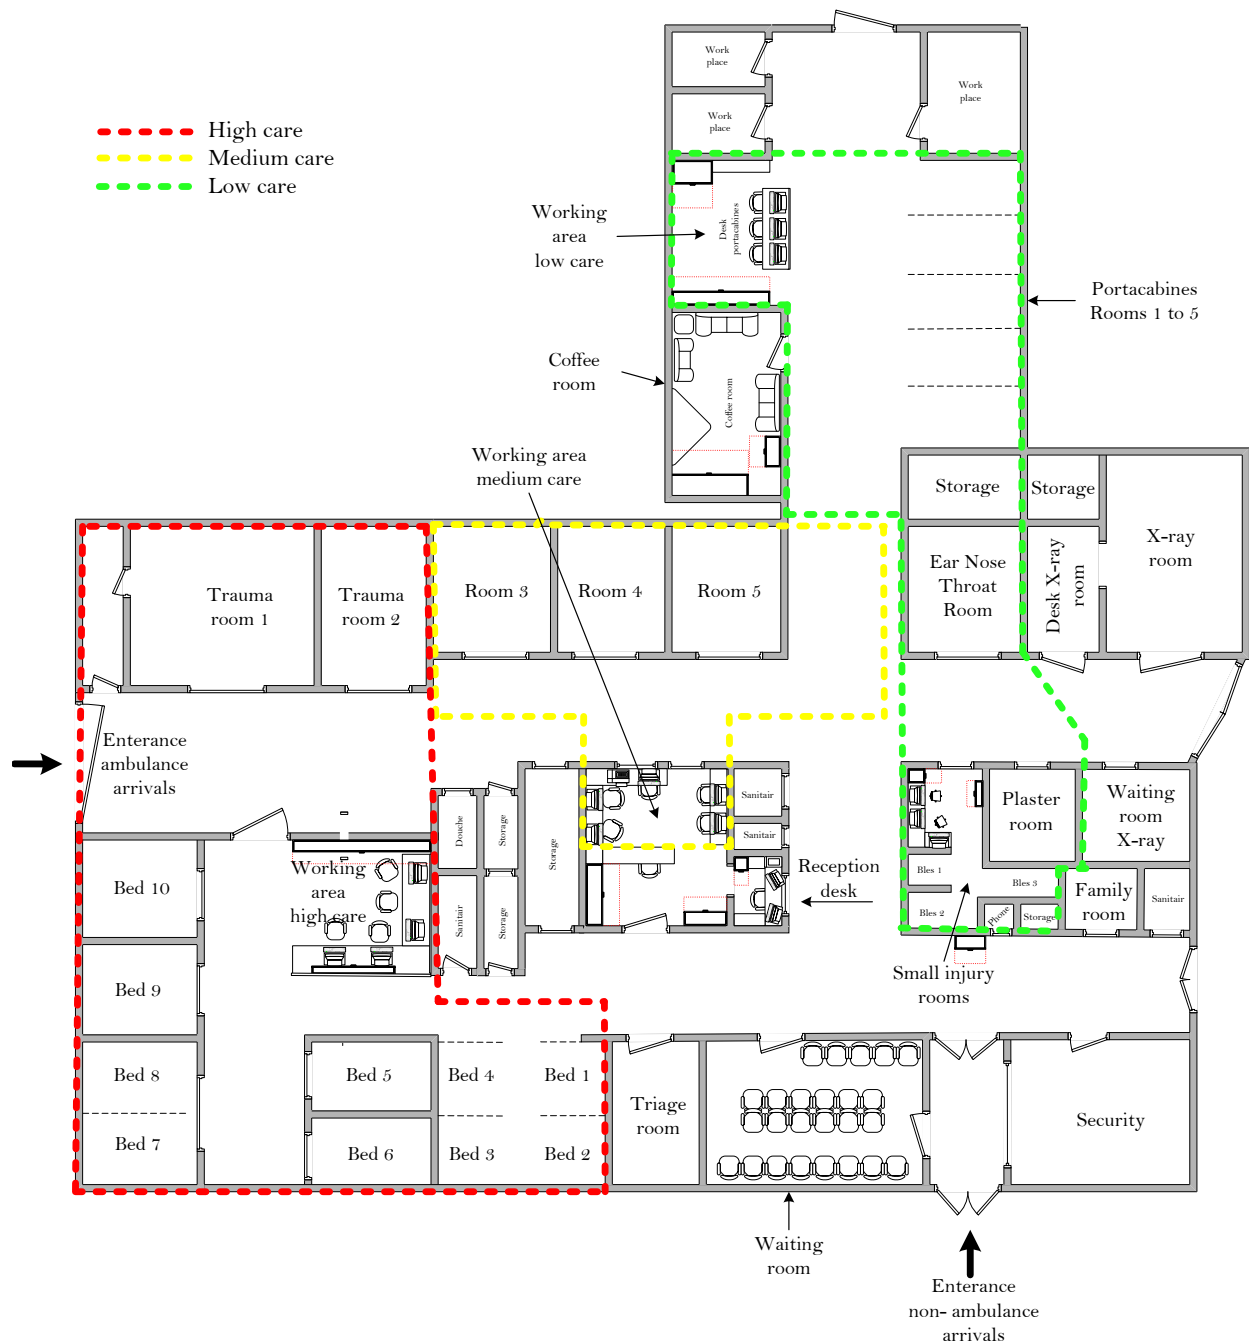 Work
place
Work
place
Work
place
High care
Medium care
Low care
Working
area
low care
Desk
portacabines
Portacabines
Rooms 1 to 5
Coffee
room
Coffee room
Working area
medium care
Storage
Storage
X-ray
room
Desk X-ray
room
Ear Nose
Throat
Room
Trauma
room 1
Trauma
room 2
Room 3
Room 4
Room 5
Enterance
ambulance
arrivals
Douche
Storage
Storage
Sanitair
Sanitair
Plaster
room
Waiting
room
X-ray
Working
area
high care
Bed 10
Sanitair
Storage
Reception
desk
Bles 1
Bles 2
Bles 3
Phone
Storage
Family
room
Sanitair
Bed 9
Small injury
rooms
Bed 8
Bed 7
Bed 5
Bed 4
Bed 1
Bed 6
Bed 3
Bed 2
Triage
room
Security
Waiting
room
Enterance
non- ambulance
arrivals